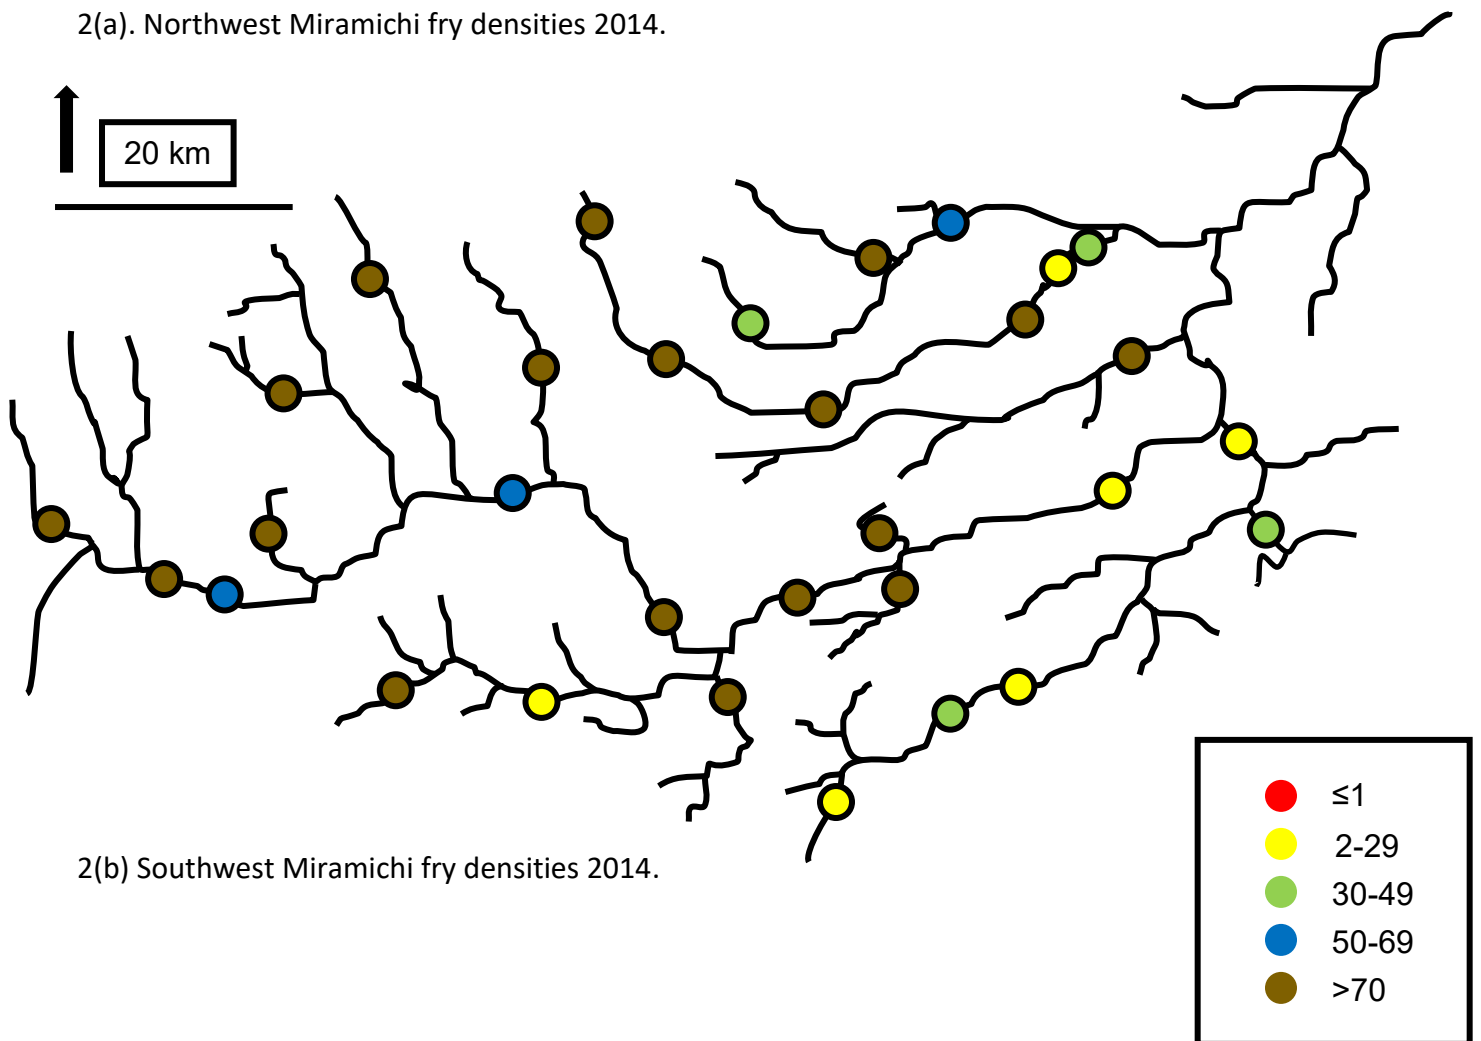 2(a). Northwest Miramichi fry densities 2014.
20 km
2(b) Southwest Miramichi fry densities 2014.
≤1
2-29
30-49
50-69
>70